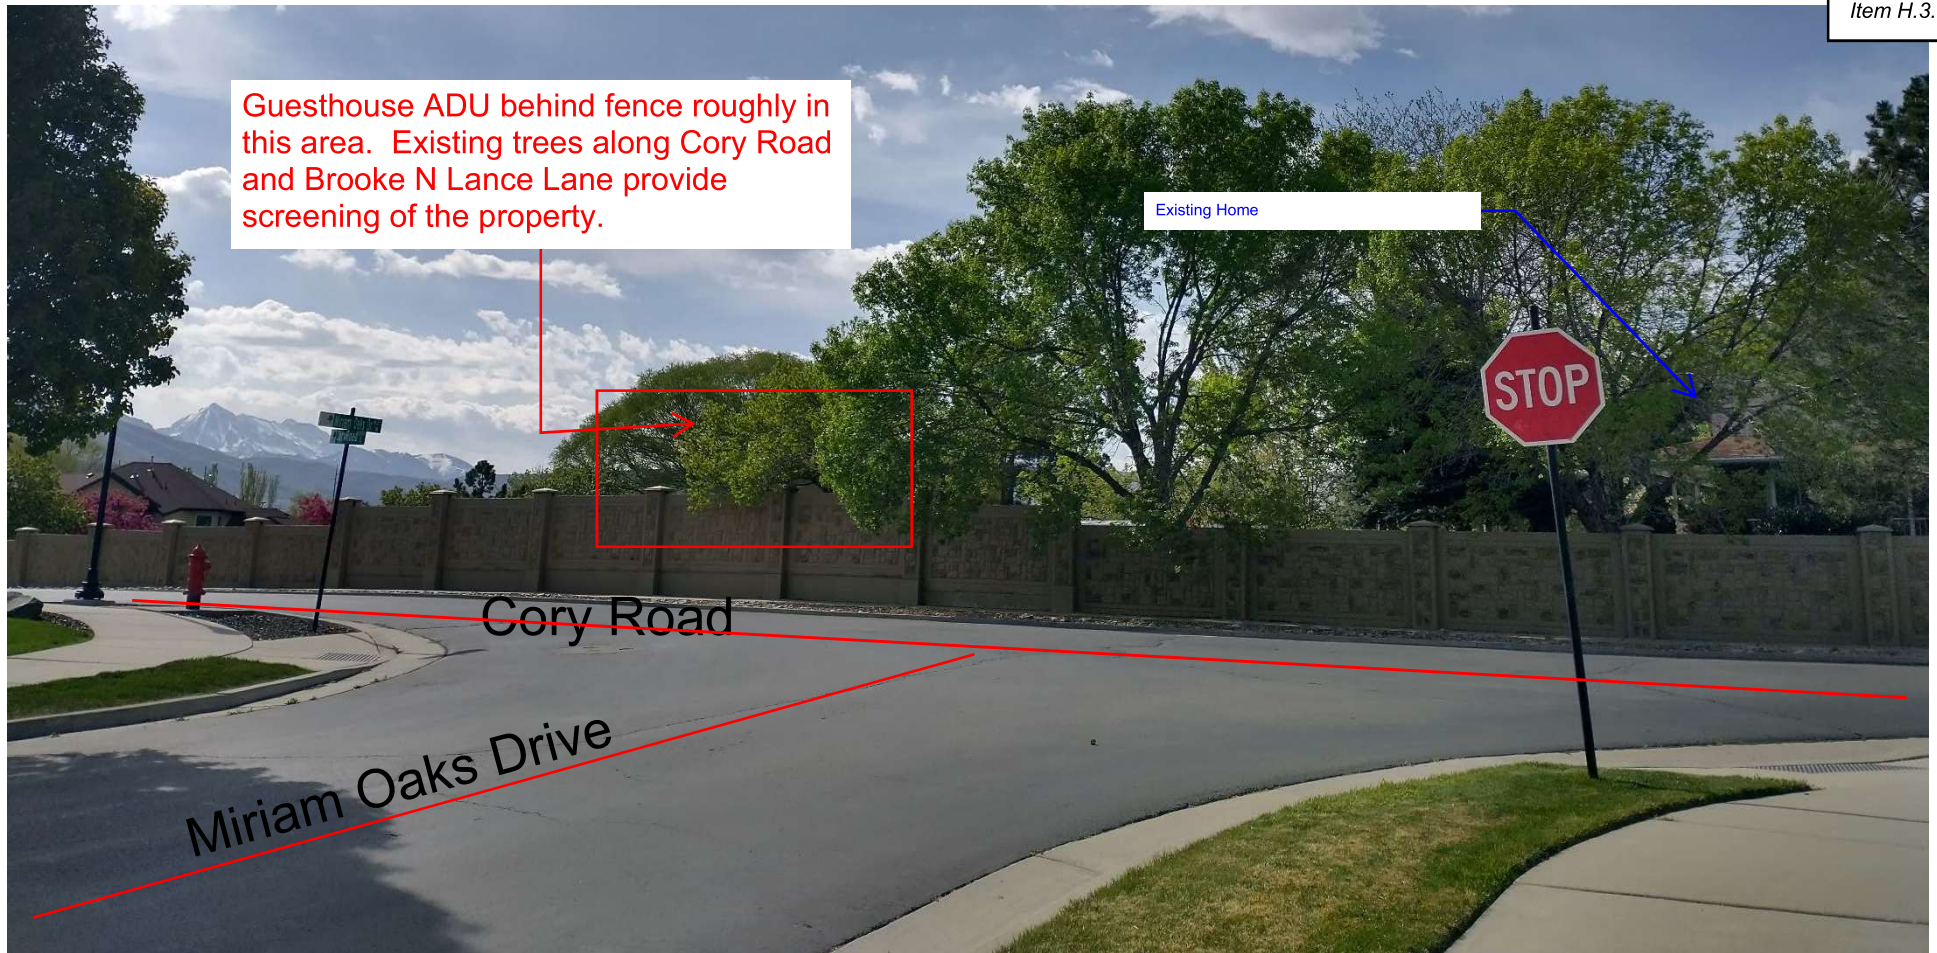 Item H.3.
Guesthouse ADU behind fence roughly in
this area.  Existing trees along Cory Road
and Brooke N Lance Lane provide
screening of the property.
Existing Home
STOP
Cory Road
Miriam Oaks Drive